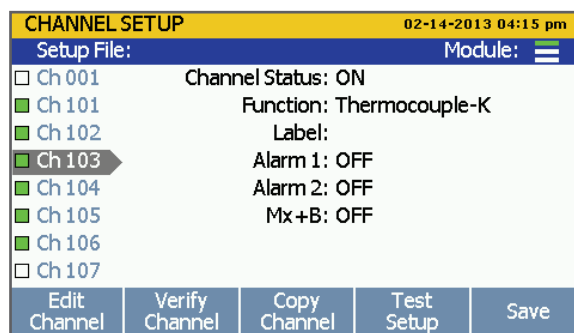 CHANNEL SETUP 02-14-2013 04:15 pm
Setup File: Module:
Ch 001 Channel Status: ON
Ch 101 Function: Thermocouple-K
Ch 102 Label:
Ch 103 Alarm 1: OFF
Ch 104 Alarm 2: OFF
Ch 105 Mx+B: OFF
Ch 106
Ch 107
Edit Channel Verify Channel Copy Channel Test Setup Save